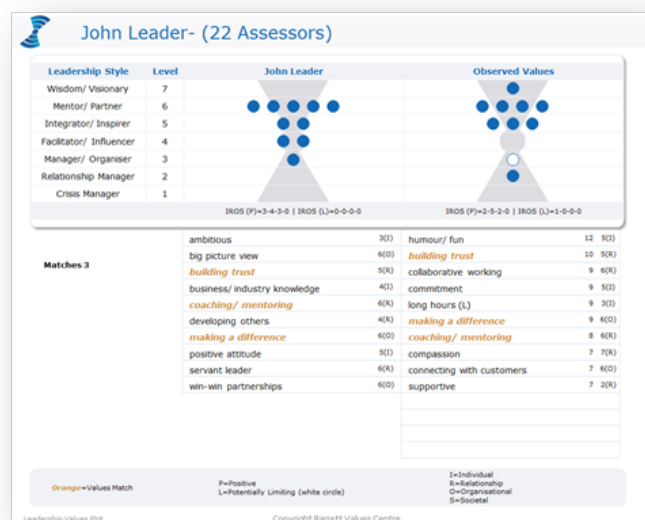 John Leader- (22 Assessors)
Leadership Style Level John Leader Observed Values
Wisdom/ Visionary 7
Mentor/ Partner 6
Integrator/ Inspirer 5
Facilitator/ Influencer 4
Manager/ Organiser 3
Relationship Manager 2
Crisis Manager 1
IROS (P)=3-4-3-0 | IROS (L)=0-0-0-0 IROS (P)=2-5-2-0 | IROS (L)=1-0-0-0
Matches 3
ambitious 3(I) humour/ fun 12 5(I)
big picture view 6(O) building trust 10 5(R)
building trust 5(R) collaborative working 9 6(R)
business/ industry knowledge 4(I) commitment 9 5(I)
coaching/ mentoring 6(R) long hours (L) 9 3(I)
developing others 4(R) making a difference 9 6(O)
making a difference 6(O) coaching/ mentoring 8 6(R)
positive attitude 5(I) compassion 7 7(R)
servant leader 6(R) connecting with customers 7 6(O)
win-win partnerships 6(O) supportive 7 2(R)
Orange=Values Match
P=Positive
L=Potentially Limiting (white circle)
I=Individual
R=Relationship
O=Organisational
S=Societal
Leadership Values Plot Copyright Barrett Values Centre